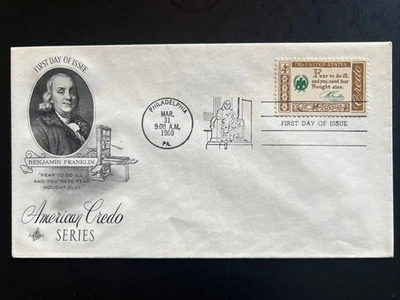 FIRST DAY OF ISSUE
BENJAMIN FRANKLIN
"FEAR TO DO ILL
AND YOU NEED FEAR
NOUGHT ELSE."
American Credo
SERIES
PHILADELPHIA
MAR.
31
9:00 A.M.
1960
PA.
UNITED STATES
Fear to do ill,
and you need fear
Nought else.
Credo
FIRST DAY OF ISSUE